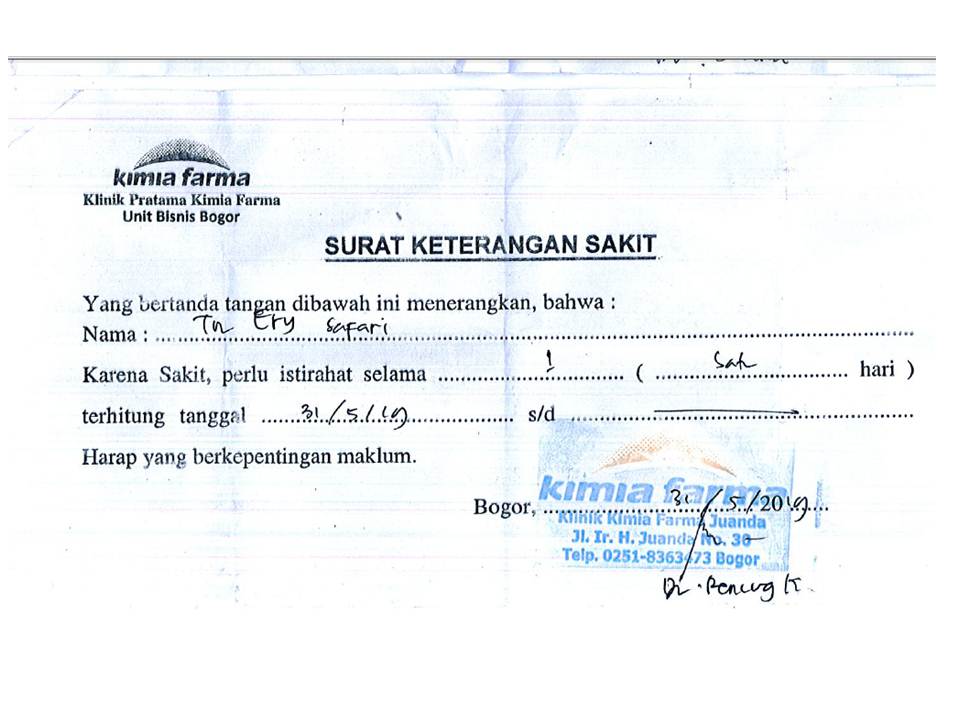 kimia farma
Klinik Pratama Kimia Farma
Unit Bisnis Bogor
SURAT KETERANGAN SAKIT
Yang bertanda tangan dibawah ini menerangkan, bahwa :
Nama : Tn Ery Safari
Karena Sakit, perlu istirahat selama 1 ( Satu hari )
terhitung tanggal 31/5/19 s/d
Harap yang berkepentingan maklum.
Bogor, 31/5/2019
kimia farma
Klinik Kimia Farma Juanda
Jl. Ir. H. Juanda No. 30
Telp. 0251-8363473 Bogor
Dr.